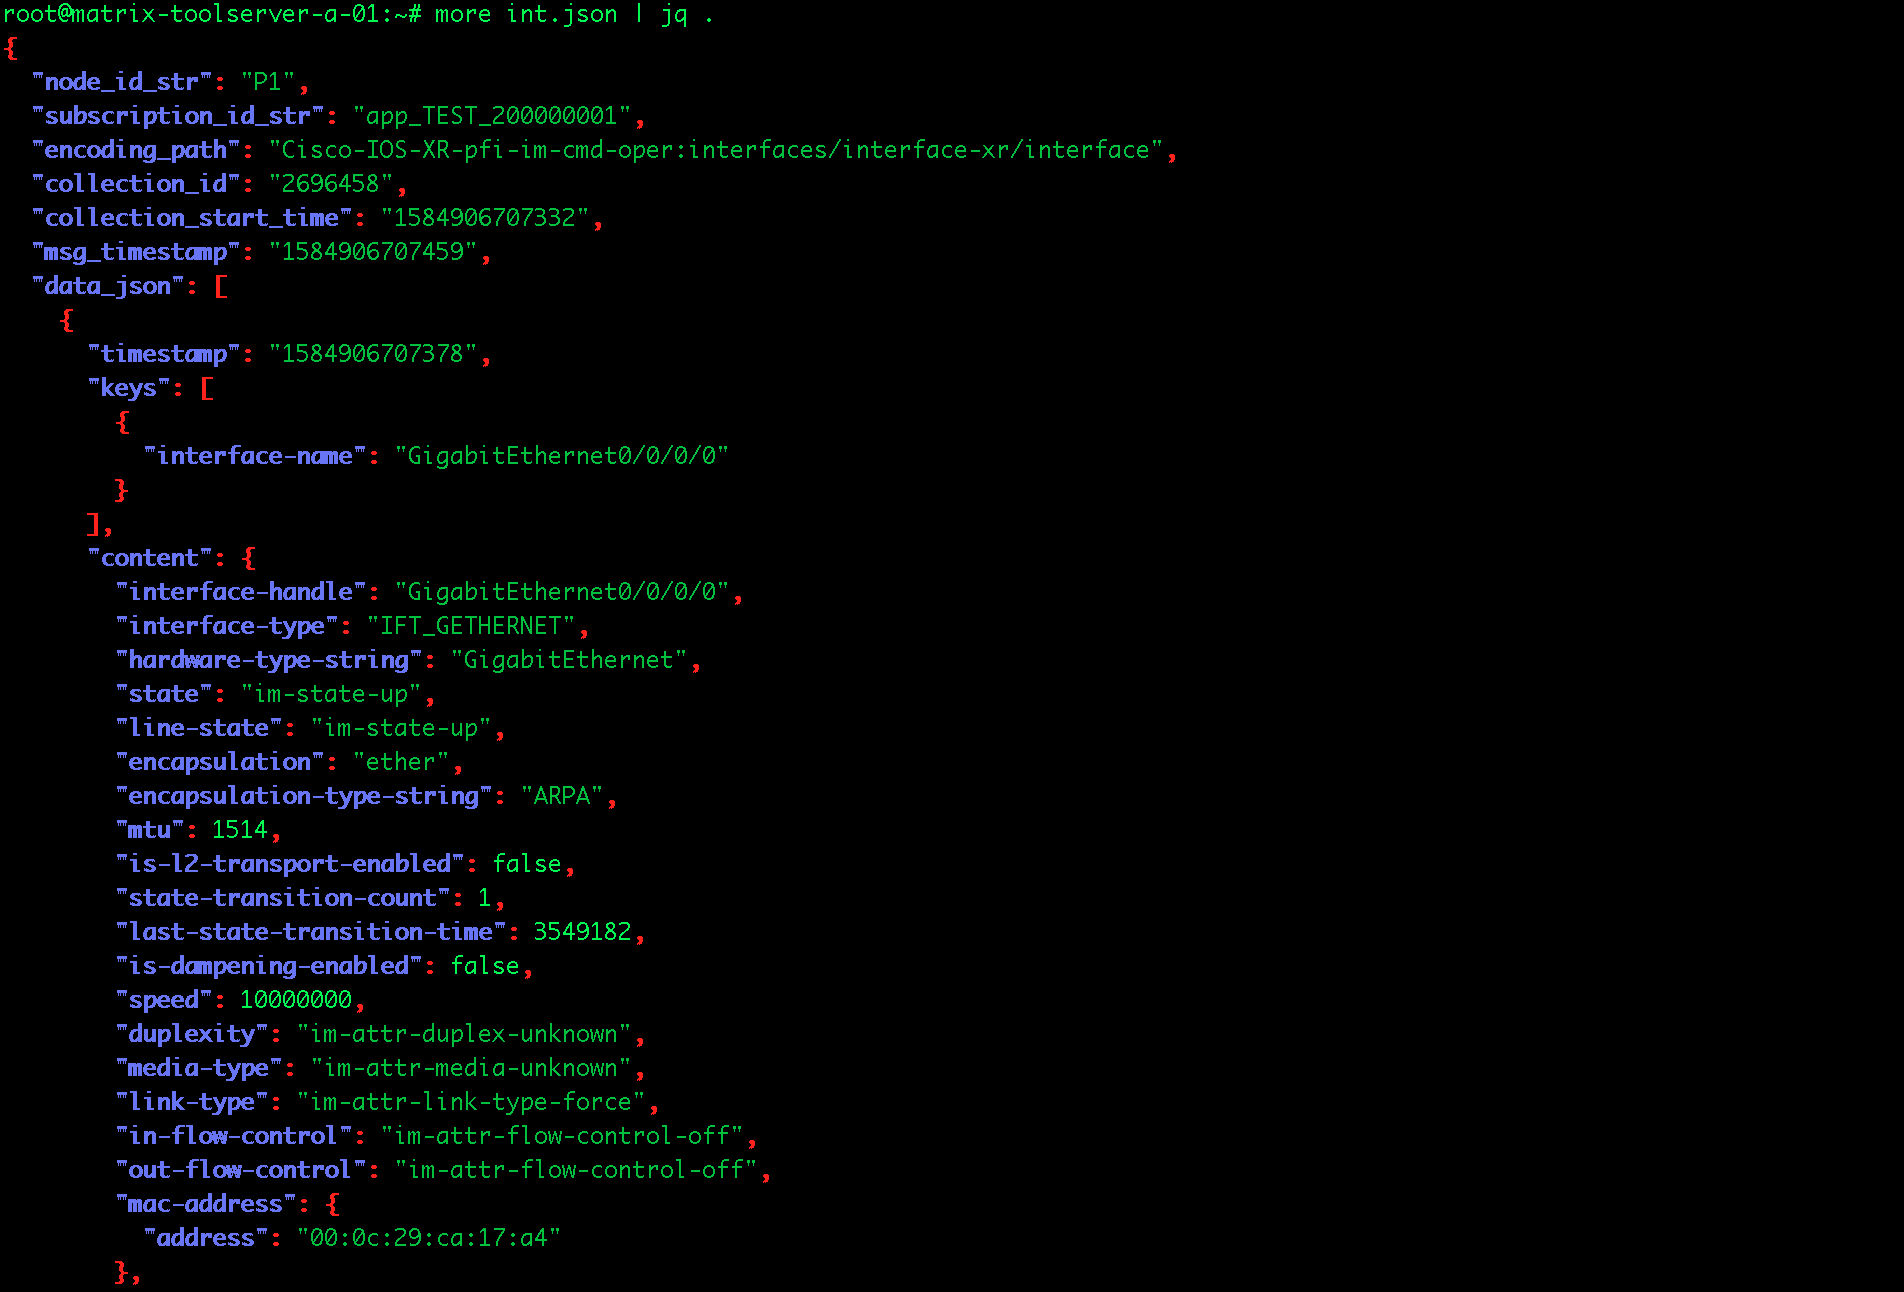 root@matrix-toolserver-a-01:~# more int.json | jq .
{
  "node_id_str": "P1",
  "subscription_id_str": "app_TEST_200000001",
  "encoding_path": "Cisco-IOS-XR-pfi-im-cmd-oper:interfaces/interface-xr/interface",
  "collection_id": "2696458",
  "collection_start_time": "1584906707332",
  "msg_timestamp": "1584906707459",
  "data_json": [
    {
      "timestamp": "1584906707378",
      "keys": [
        {
          "interface-name": "GigabitEthernet0/0/0/0"
        }
      ],
      "content": {
        "interface-handle": "GigabitEthernet0/0/0/0",
        "interface-type": "IFT_GETHERNET",
        "hardware-type-string": "GigabitEthernet",
        "state": "im-state-up",
        "line-state": "im-state-up",
        "encapsulation": "ether",
        "encapsulation-type-string": "ARPA",
        "mtu": 1514,
        "is-l2-transport-enabled": false,
        "state-transition-count": 1,
        "last-state-transition-time": 3549182,
        "is-dampening-enabled": false,
        "speed": 10000000,
        "duplexity": "im-attr-duplex-unknown",
        "media-type": "im-attr-media-unknown",
        "link-type": "im-attr-link-type-force",
        "in-flow-control": "im-attr-flow-control-off",
        "out-flow-control": "im-attr-flow-control-off",
        "mac-address": {
          "address": "00:0c:29:ca:17:a4"
        },